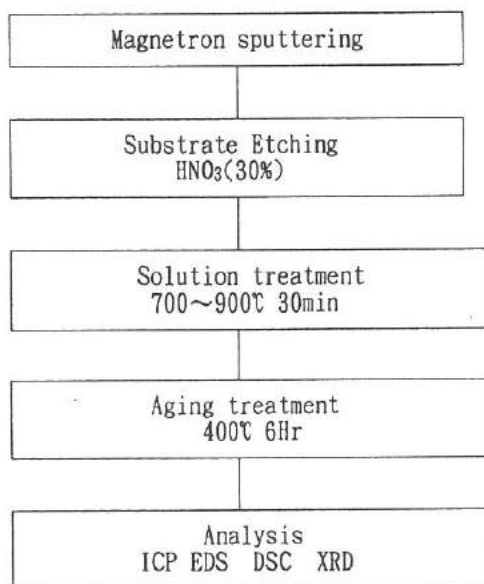 Magnetron sputtering
Substrate Etching
HNO₃(30%)
Solution treatment
700～900℃ 30min
Aging treatment
400℃ 6Hr
Analysis
ICP EDS DSC XRD